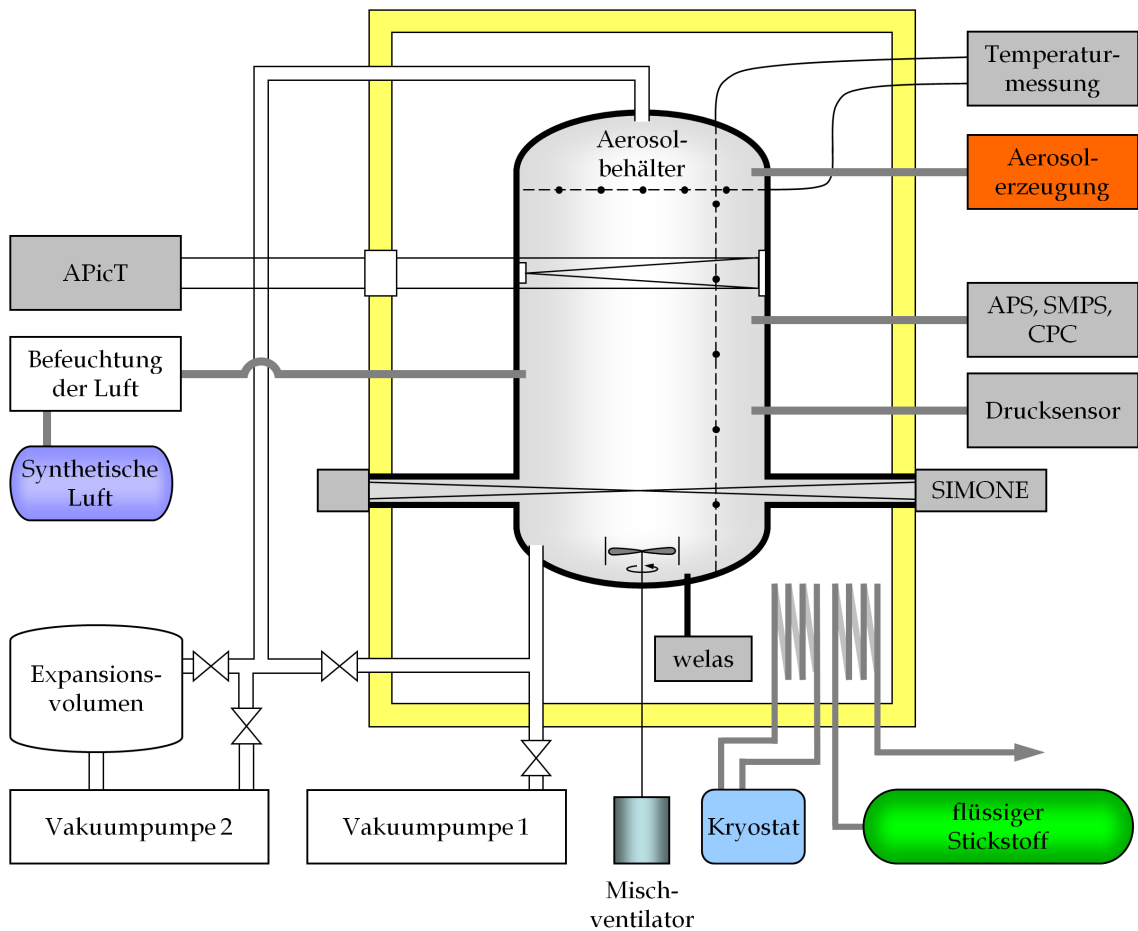 Temperatur-
messung
Aerosol-
behälter
Aerosol-
erzeugung
APicT
APS, SMPS,
CPC
Befeuchtung
der Luft
Drucksensor
Synthetische
Luft
SIMONE
welas
Expansions-
volumen
Vakuumpumpe 2
Vakuumpumpe 1
Kryostat
flüssiger
Stickstoff
Misch-
ventilator